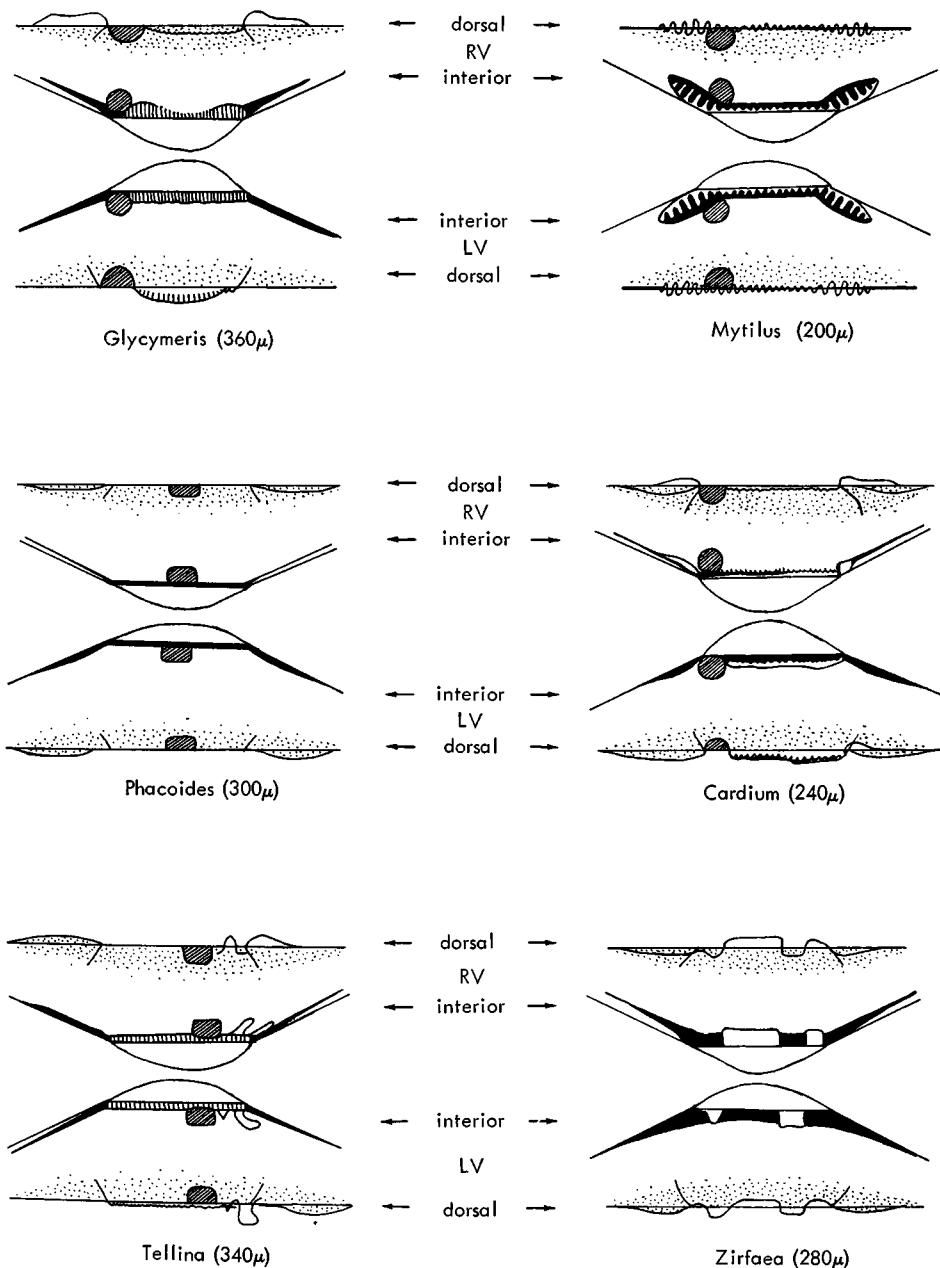 ← dorsal →
RV
← interior →
← interior →
LV
← dorsal →
Glycymeris (360μ)
Mytilus (200μ)
← dorsal →
RV
← interior →
← interior →
LV
← dorsal →
Phacoides (300μ)
Cardium (240μ)
← dorsal →
RV
← interior →
← interior →
LV
← dorsal →
Tellina (340μ)
Zirfaea (280μ)